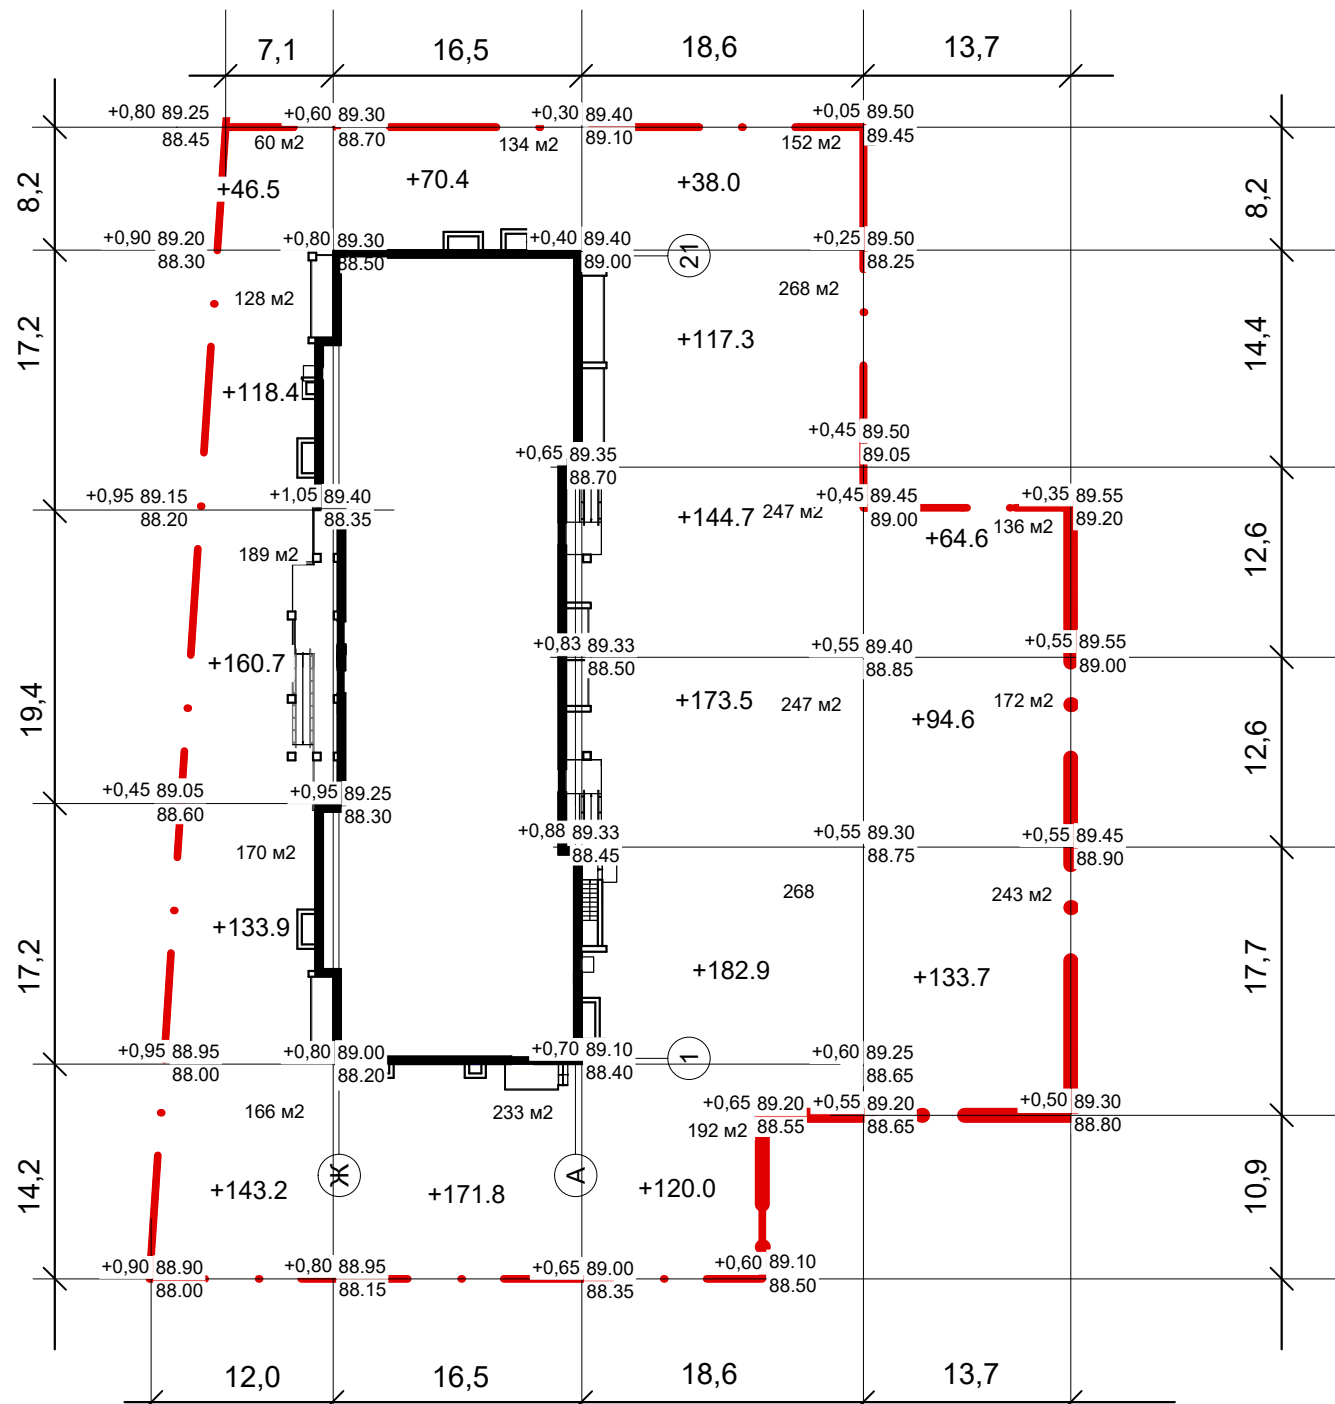 7,1 16,5 18,6 13,7
+0,80 89.25 +0,60 89.30 +0,30 89.40 +0,05 89.50
88.45 60 м2 88.70 134 м2 89.10 152 м2 89.45
8,2 +46.5 +70.4 +38.0 8,2
+0,90 89.20 +0,80 89.30 +0,40 89.40 +0,25 89.50
88.30 88.50 89.00 21 88.25
128 м2 268 м2
17,2 +117.3 14,4
+118.4
+0,45 89.50
+0,65 89.35 89.05
88.70
+0,95 89.15 +1,05 89.40 +0,45 89.45 +0,35 89.55
88.20 88.35 +144.7 247 м2 89.00 136 м2 89.20
+64.6 12,6
189 м2
+0,83 89.33 +0,55 89.40 +0,55 89.55
+160.7 88.50 88.85 89.00
19,4 +173.5 247 м2 172 м2
+94.6 12,6
+0,45 89.05 +0,95 89.25
88.60 88.30
+0,88 89.33 +0,55 89.30 +0,55 89.45
170 м2 88.45 88.75 88.90
268 243 м2
+133.9
17,2 +182.9 +133.7 17,7
+0,95 88.95 +0,80 89.00 +0,70 89.10 1 +0,60 89.25
88.00 88.20 88.40 88.65
166 м2 233 м2 +0,65 89.20 +0,55 89.20 +0,50 89.30
192 м2 88.55 88.65 88.80
14,2 +143.2 Ж +171.8 А +120.0 10,9
+0,90 88.90 +0,80 88.95 +0,65 89.00 +0,60 89.10
88.00 88.15 88.35 88.50
12,0 16,5 18,6 13,7